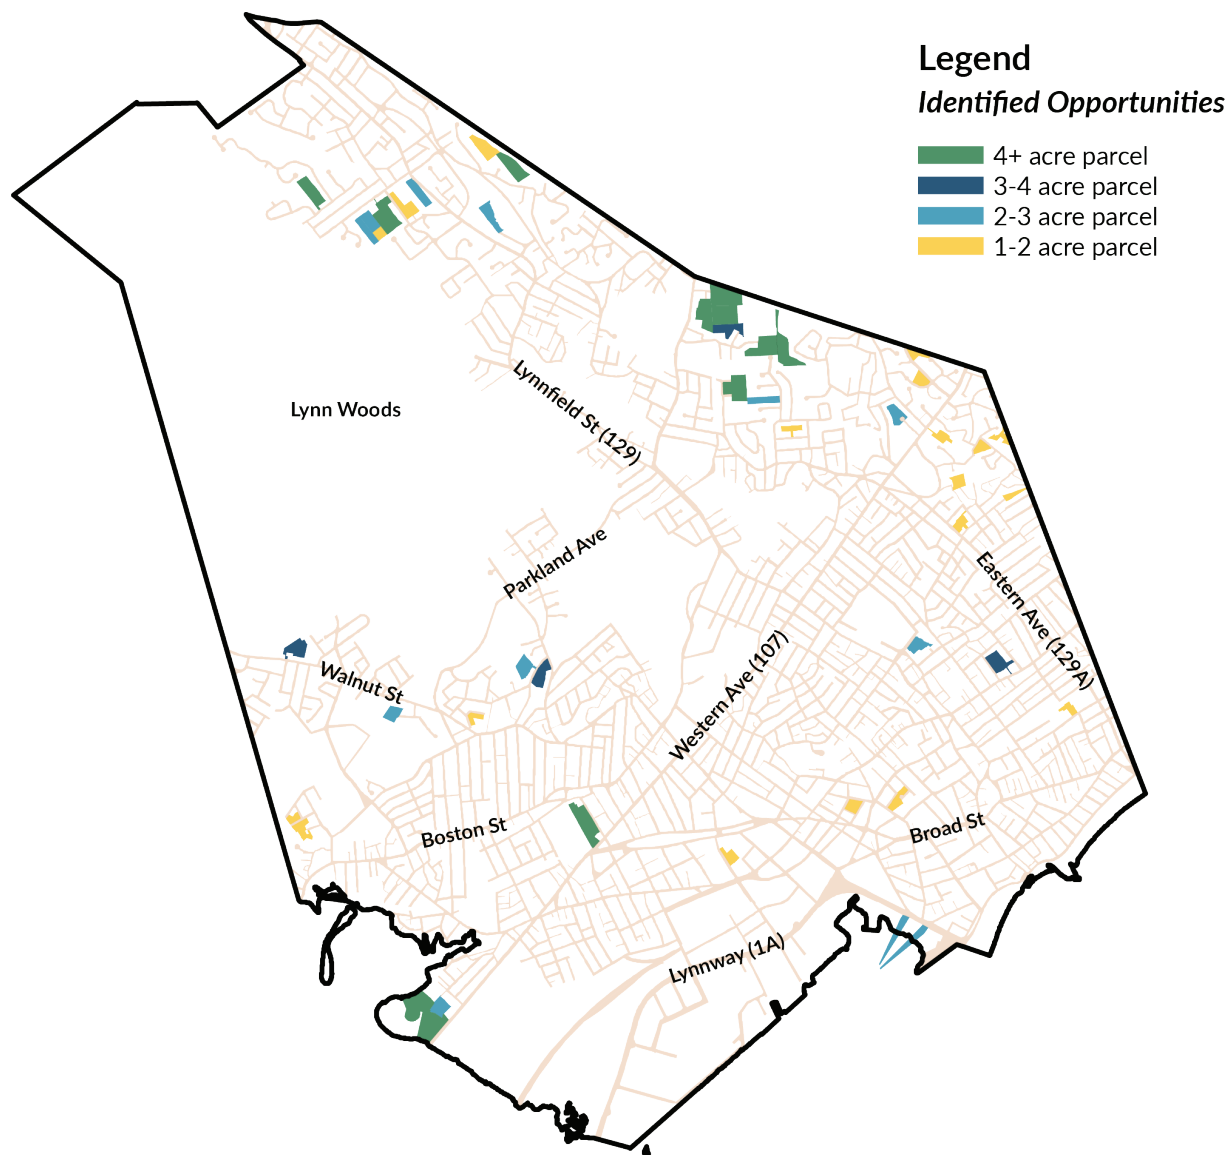 Legend
Identified Opportunities
4+ acre parcel
3-4 acre parcel
2-3 acre parcel
1-2 acre parcel
Lynn Woods
Lynnfield St (129)
Parkland Ave
Eastern Ave (129A)
Walnut St
Western Ave (107)
Boston St
Broad St
Lynnway (1A)